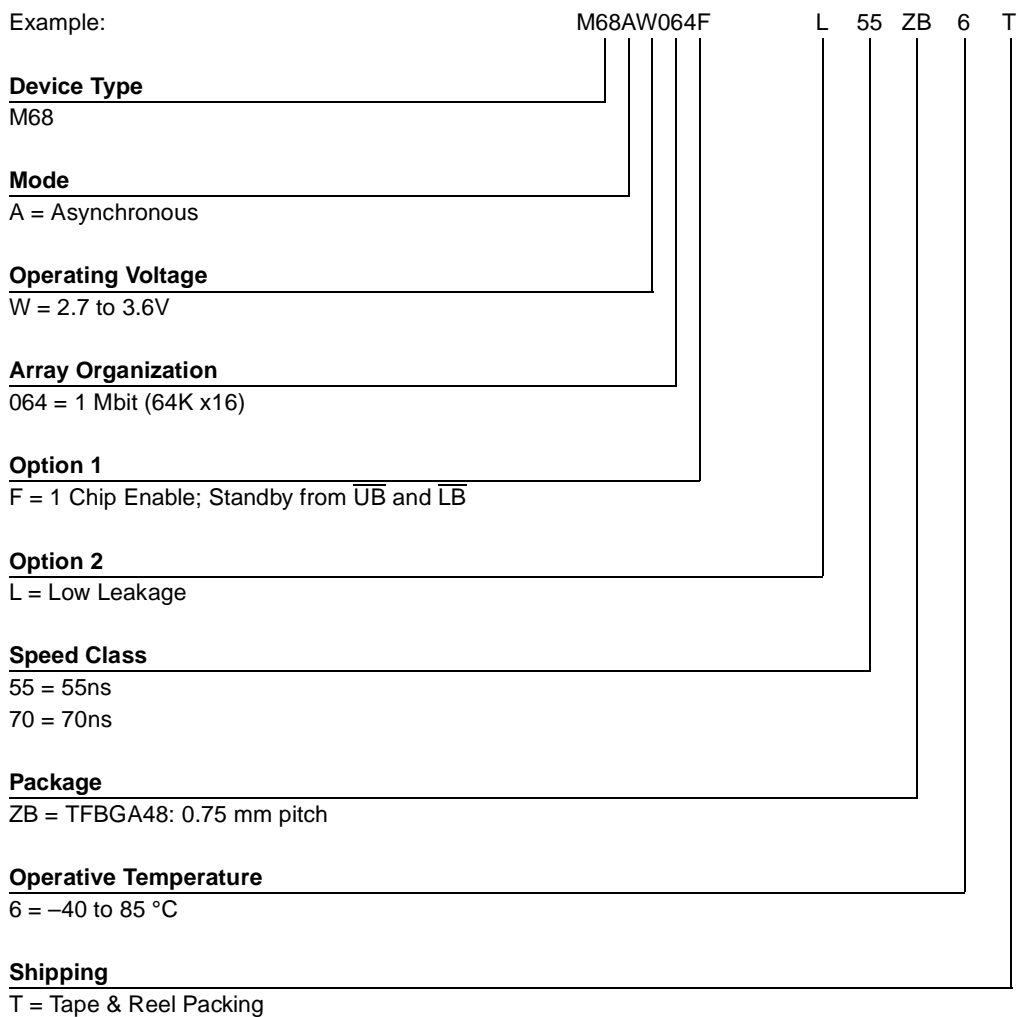 Example: M68AW064F L 55 ZB 6 T
Device Type
M68
Mode
A = Asynchronous
Operating Voltage
W = 2.7 to 3.6V
Array Organization
064 = 1 Mbit (64K x16)
Option 1
F = 1 Chip Enable; Standby from U̅B̅ and L̅B̅
Option 2
L = Low Leakage
Speed Class
55 = 55ns
70 = 70ns
Package
ZB = TFBGA48: 0.75 mm pitch
Operative Temperature
6 = –40 to 85 °C
Shipping
T = Tape & Reel Packing